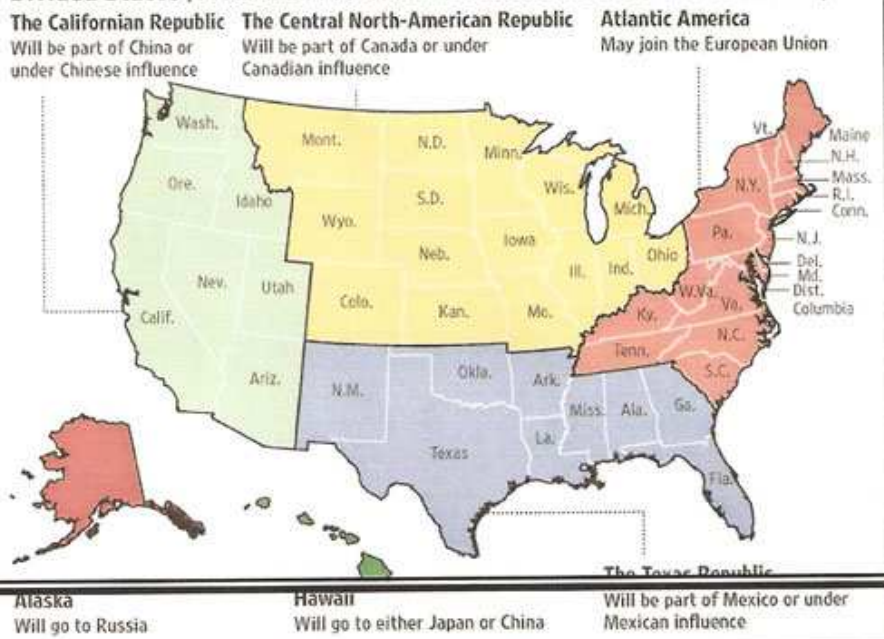 The Californian Republic
Will be part of China or
under Chinese influence
The Central North-American Republic
Will be part of Canada or under
Canadian influence
Atlantic America
May join the European Union
Wash.
Mont.
N.D.
Minn.
Vt.
Maine
N.H.
Ore.
Idaho
Wyo.
S.D.
Wis.
Mich.
N.Y.
Mass.
R.I.
Conn.
Nev.
Utah
Neb.
Iowa
Ill.
Ind.
Ohio
Pa.
N.J.
Del.
Md.
Dist.
Columbia
Calif.
Colo.
Kan.
Mo.
Ky.
W.Va.
Va.
N.C.
Tenn.
S.C.
Ariz.
N.M.
Okla.
Ark.
Texas
La.
Miss.
Ala.
Ga.
Fla.
The Texas Republic
Will be part of Mexico or under
Mexican influence
Alaska
Will go to Russia
Hawaii
Will go to either Japan or China